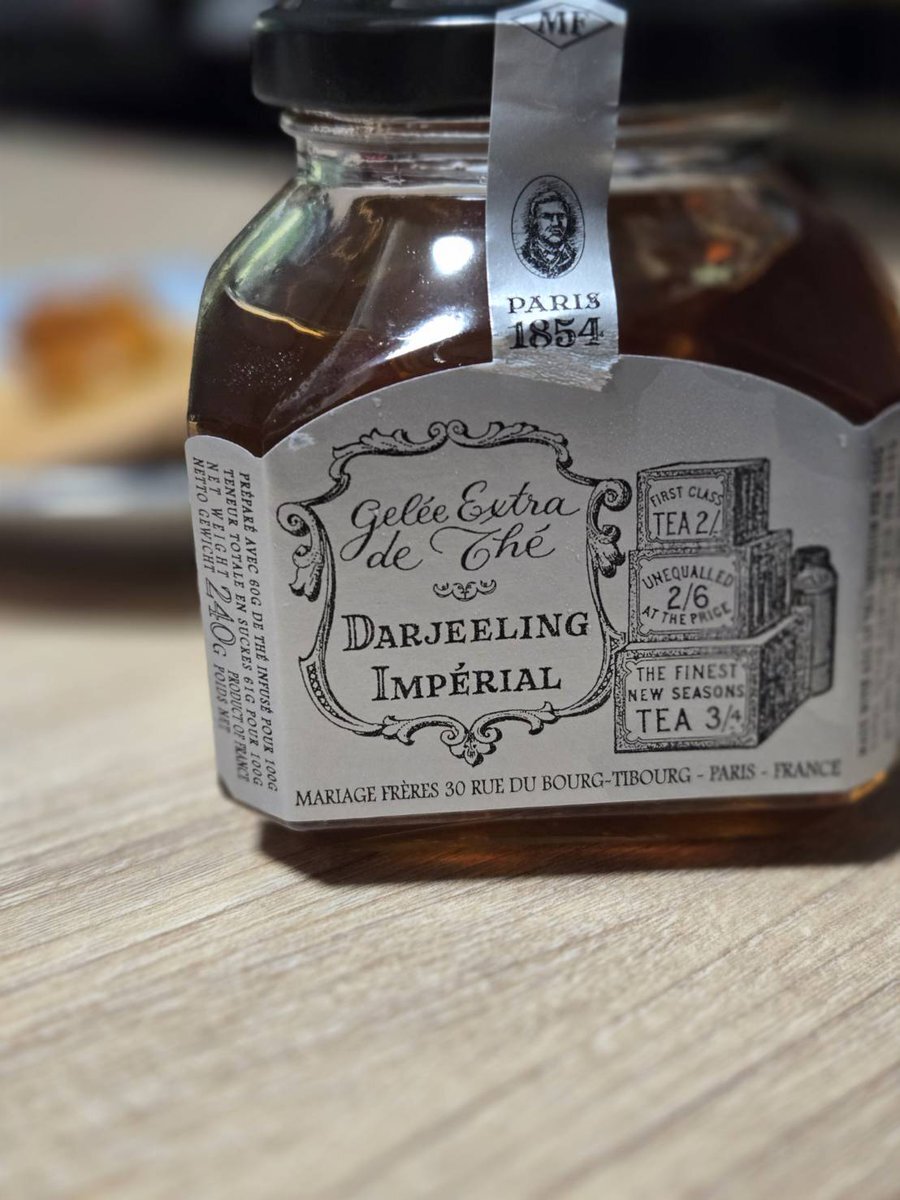 MF
PARIS
1854
Gelée Extra
de Thé
DARJEELING
IMPÉRIAL
FIRST CLASS
TEA 2/
UNEQUALLED
2/6
AT THE PRICE
THE FINEST
NEW SEASONS
TEA 3/4
MARIAGE FRÈRES 30 RUE DU BOURG-TIBOURG - PARIS - FRANCE
PRÉPARÉ AVEC 60G DE THÉ INFUSÉ POUR 100G
TENEUR TOTALE EN SUCRES 61G POUR 100G
NET WEIGHT 240G POIDS NET
NETTO GEWICHT
PRODUCT OF FRANCE